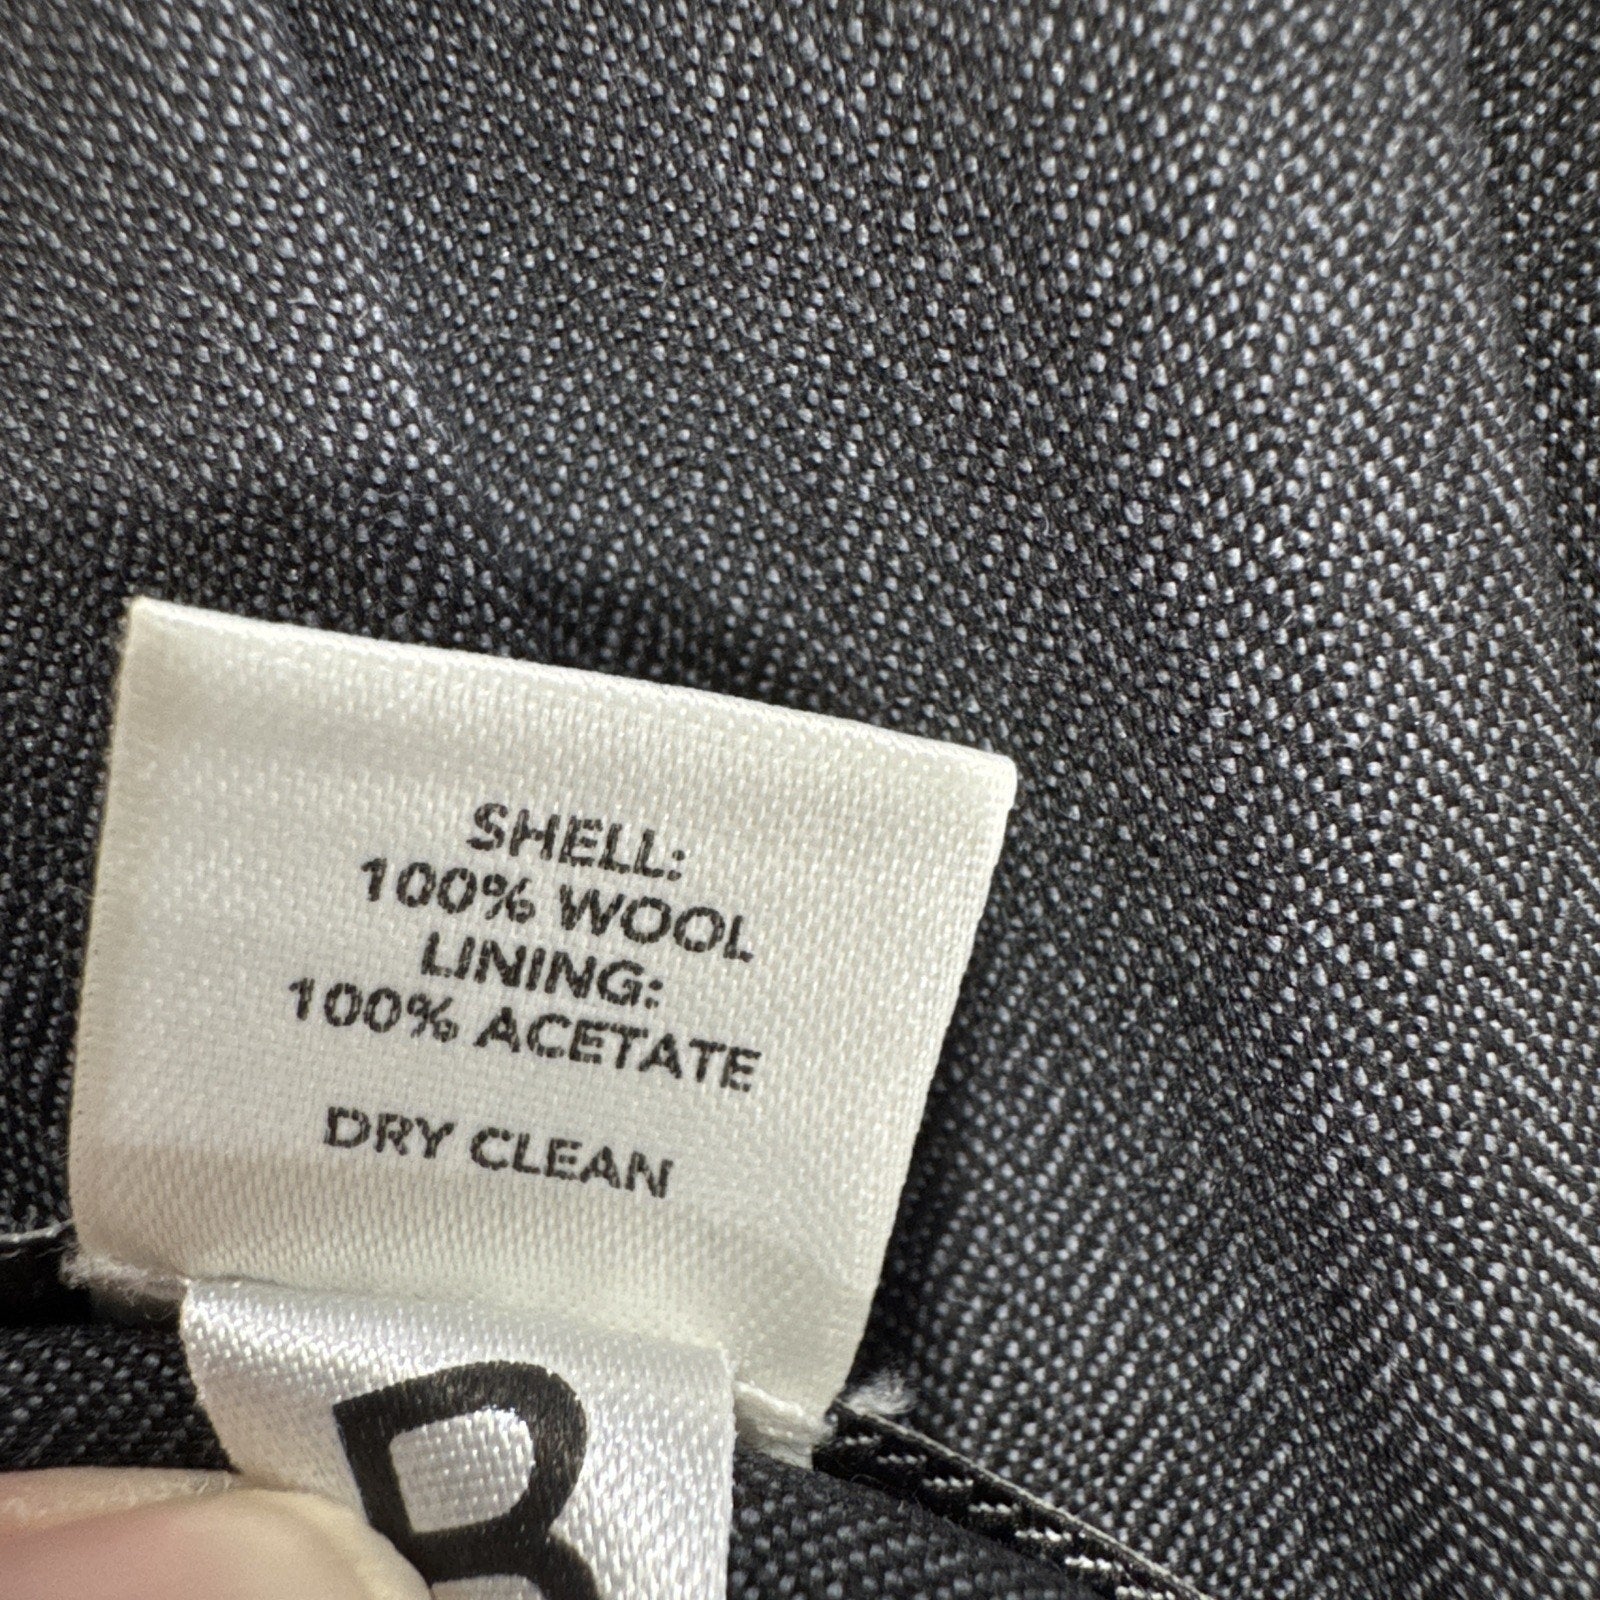 SHELL:
100% WOOL
LINING:
100% ACETATE
DRY CLEAN